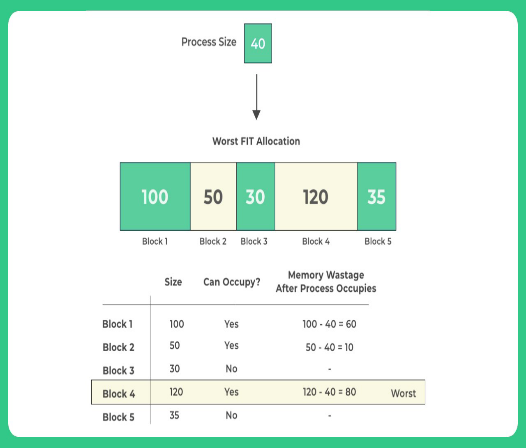 Process Size 40
Worst FIT Allocation
100 50 30 120 35
Block 1 Block 2 Block 3 Block 4 Block 5
Size Can Occupy? Memory Wastage
After Process Occupies
Block 1 100 Yes 100 - 40 = 60
Block 2 50 Yes 50 - 40 = 10
Block 3 30 No -
Block 4 120 Yes 120 - 40 = 80 Worst
Block 5 35 No -